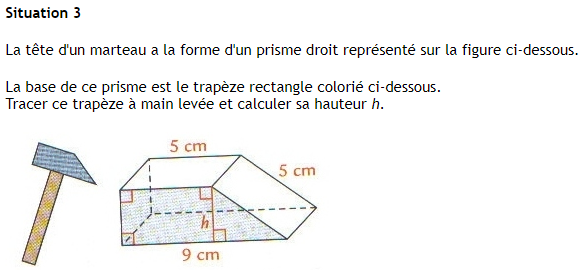 Situation 3
La tête d'un marteau a la forme d'un prisme droit représenté sur la figure ci-dessous.
La base de ce prisme est le trapèze rectangle colorié ci-dessous.
Tracer ce trapèze à main levée et calculer sa hauteur h.
5 cm
5 cm
h
9 cm